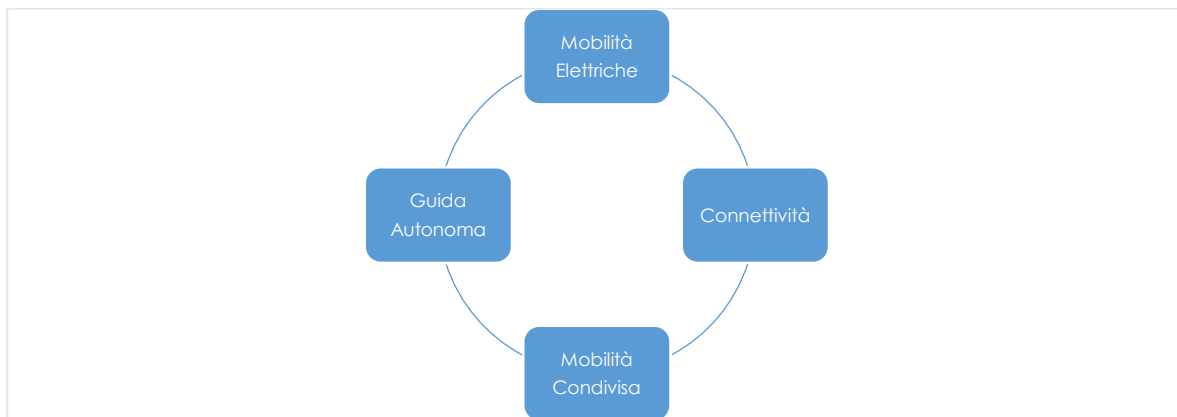 Mobilità
Elettriche
Guida
Autonoma
Connettività
Mobilità
Condivisa